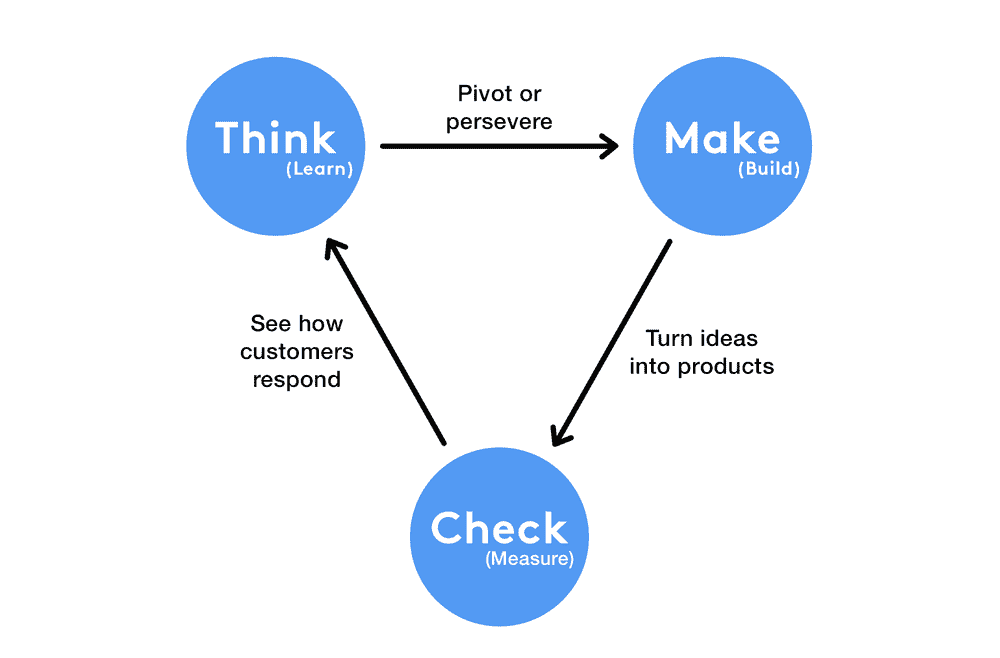 Think
(Learn)
Pivot or
persevere
Make
(Build)
See how
customers
respond
Turn ideas
into products
Check
(Measure)